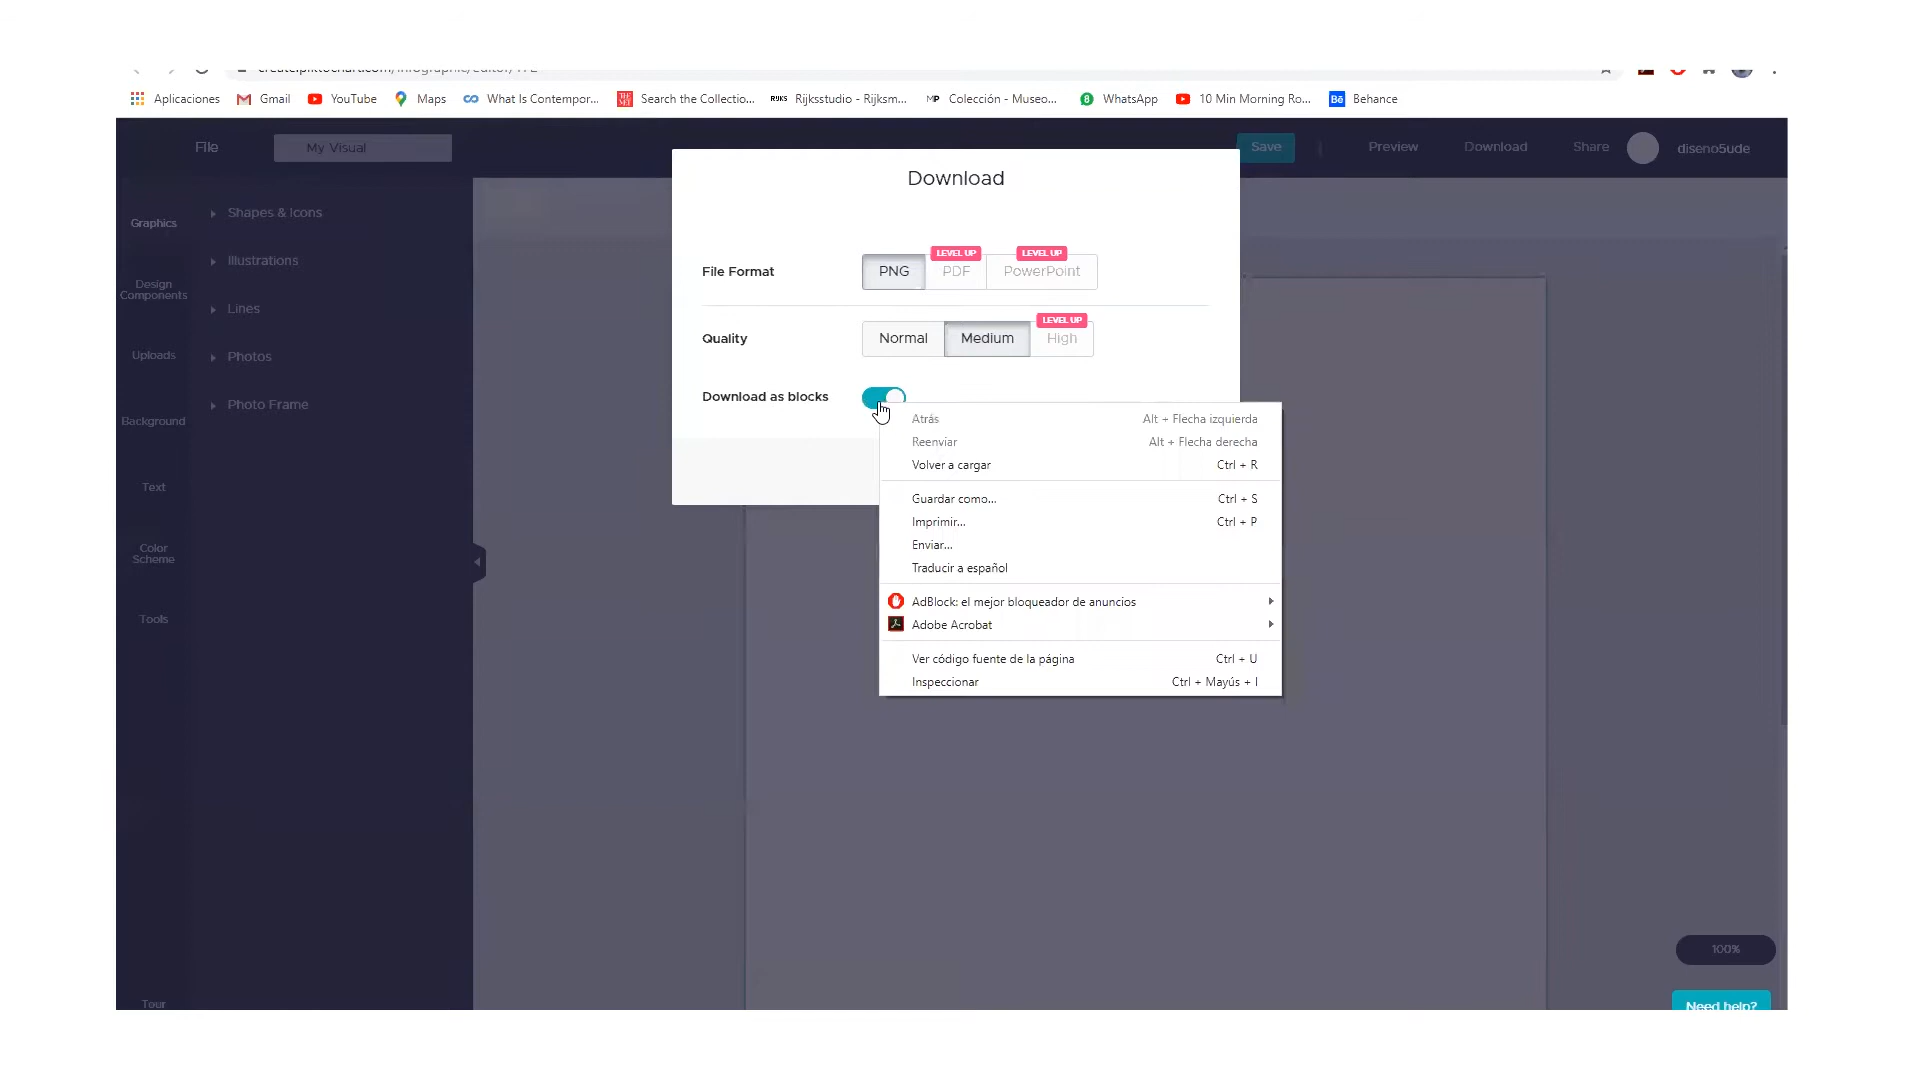 Aplicaciones Gmail YouTube Maps What Is Contempor... Search the Collectio... RIJKS Rijksstudio - Rijksm... MP Colección - Museo... 8 WhatsApp 10 Min Morning Ro... Bē Behance
File My Visual Save Preview Download Share diseno5ude
Download
Graphics
Design
Components
Uploads
Background
Text
Color
Scheme
Tools
Tour
Shapes & Icons
Illustrations
Lines
Photos
Photo Frame
LEVEL UP LEVEL UP
File Format PNG PDF PowerPoint
LEVEL UP
Quality Normal Medium High
Download as blocks
Atrás Alt + Flecha izquierda
Reenviar Alt + Flecha derecha
Volver a cargar Ctrl + R
Guardar como... Ctrl + S
Imprimir... Ctrl + P
Enviar...
Traducir a español
AdBlock: el mejor bloqueador de anuncios
Adobe Acrobat
Ver código fuente de la página Ctrl + U
Inspeccionar Ctrl + Mayús + I
100%
Need help?